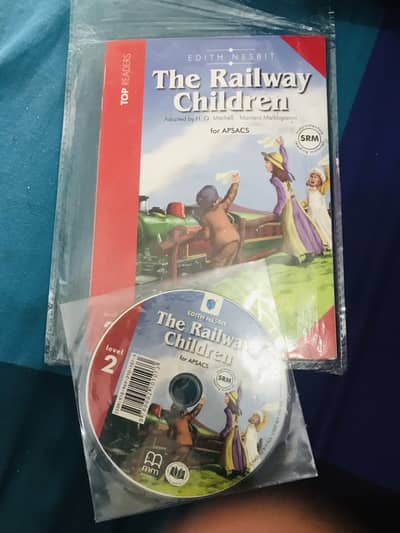 TOP READERS
EDITH NESBIT
The Railway
Children
Adapted by H. Q. Mitchell - Marileni Malkogianni
for APSACS
SRM
level
2
EDITH NESBIT
The Railway
Children
for APSACS
SRM
mm